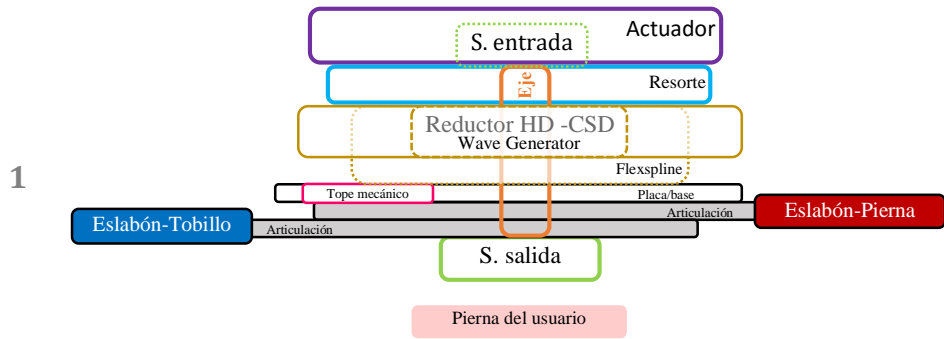 Actuador
S. entrada
Eje
Resorte
Reductor HD -CSD
Wave Generator
Flexspline
1
Tope mecánico
Placa/base
Articulación
Eslabón-Pierna
Eslabón-Tobillo
Articulación
S. salida
Pierna del usuario